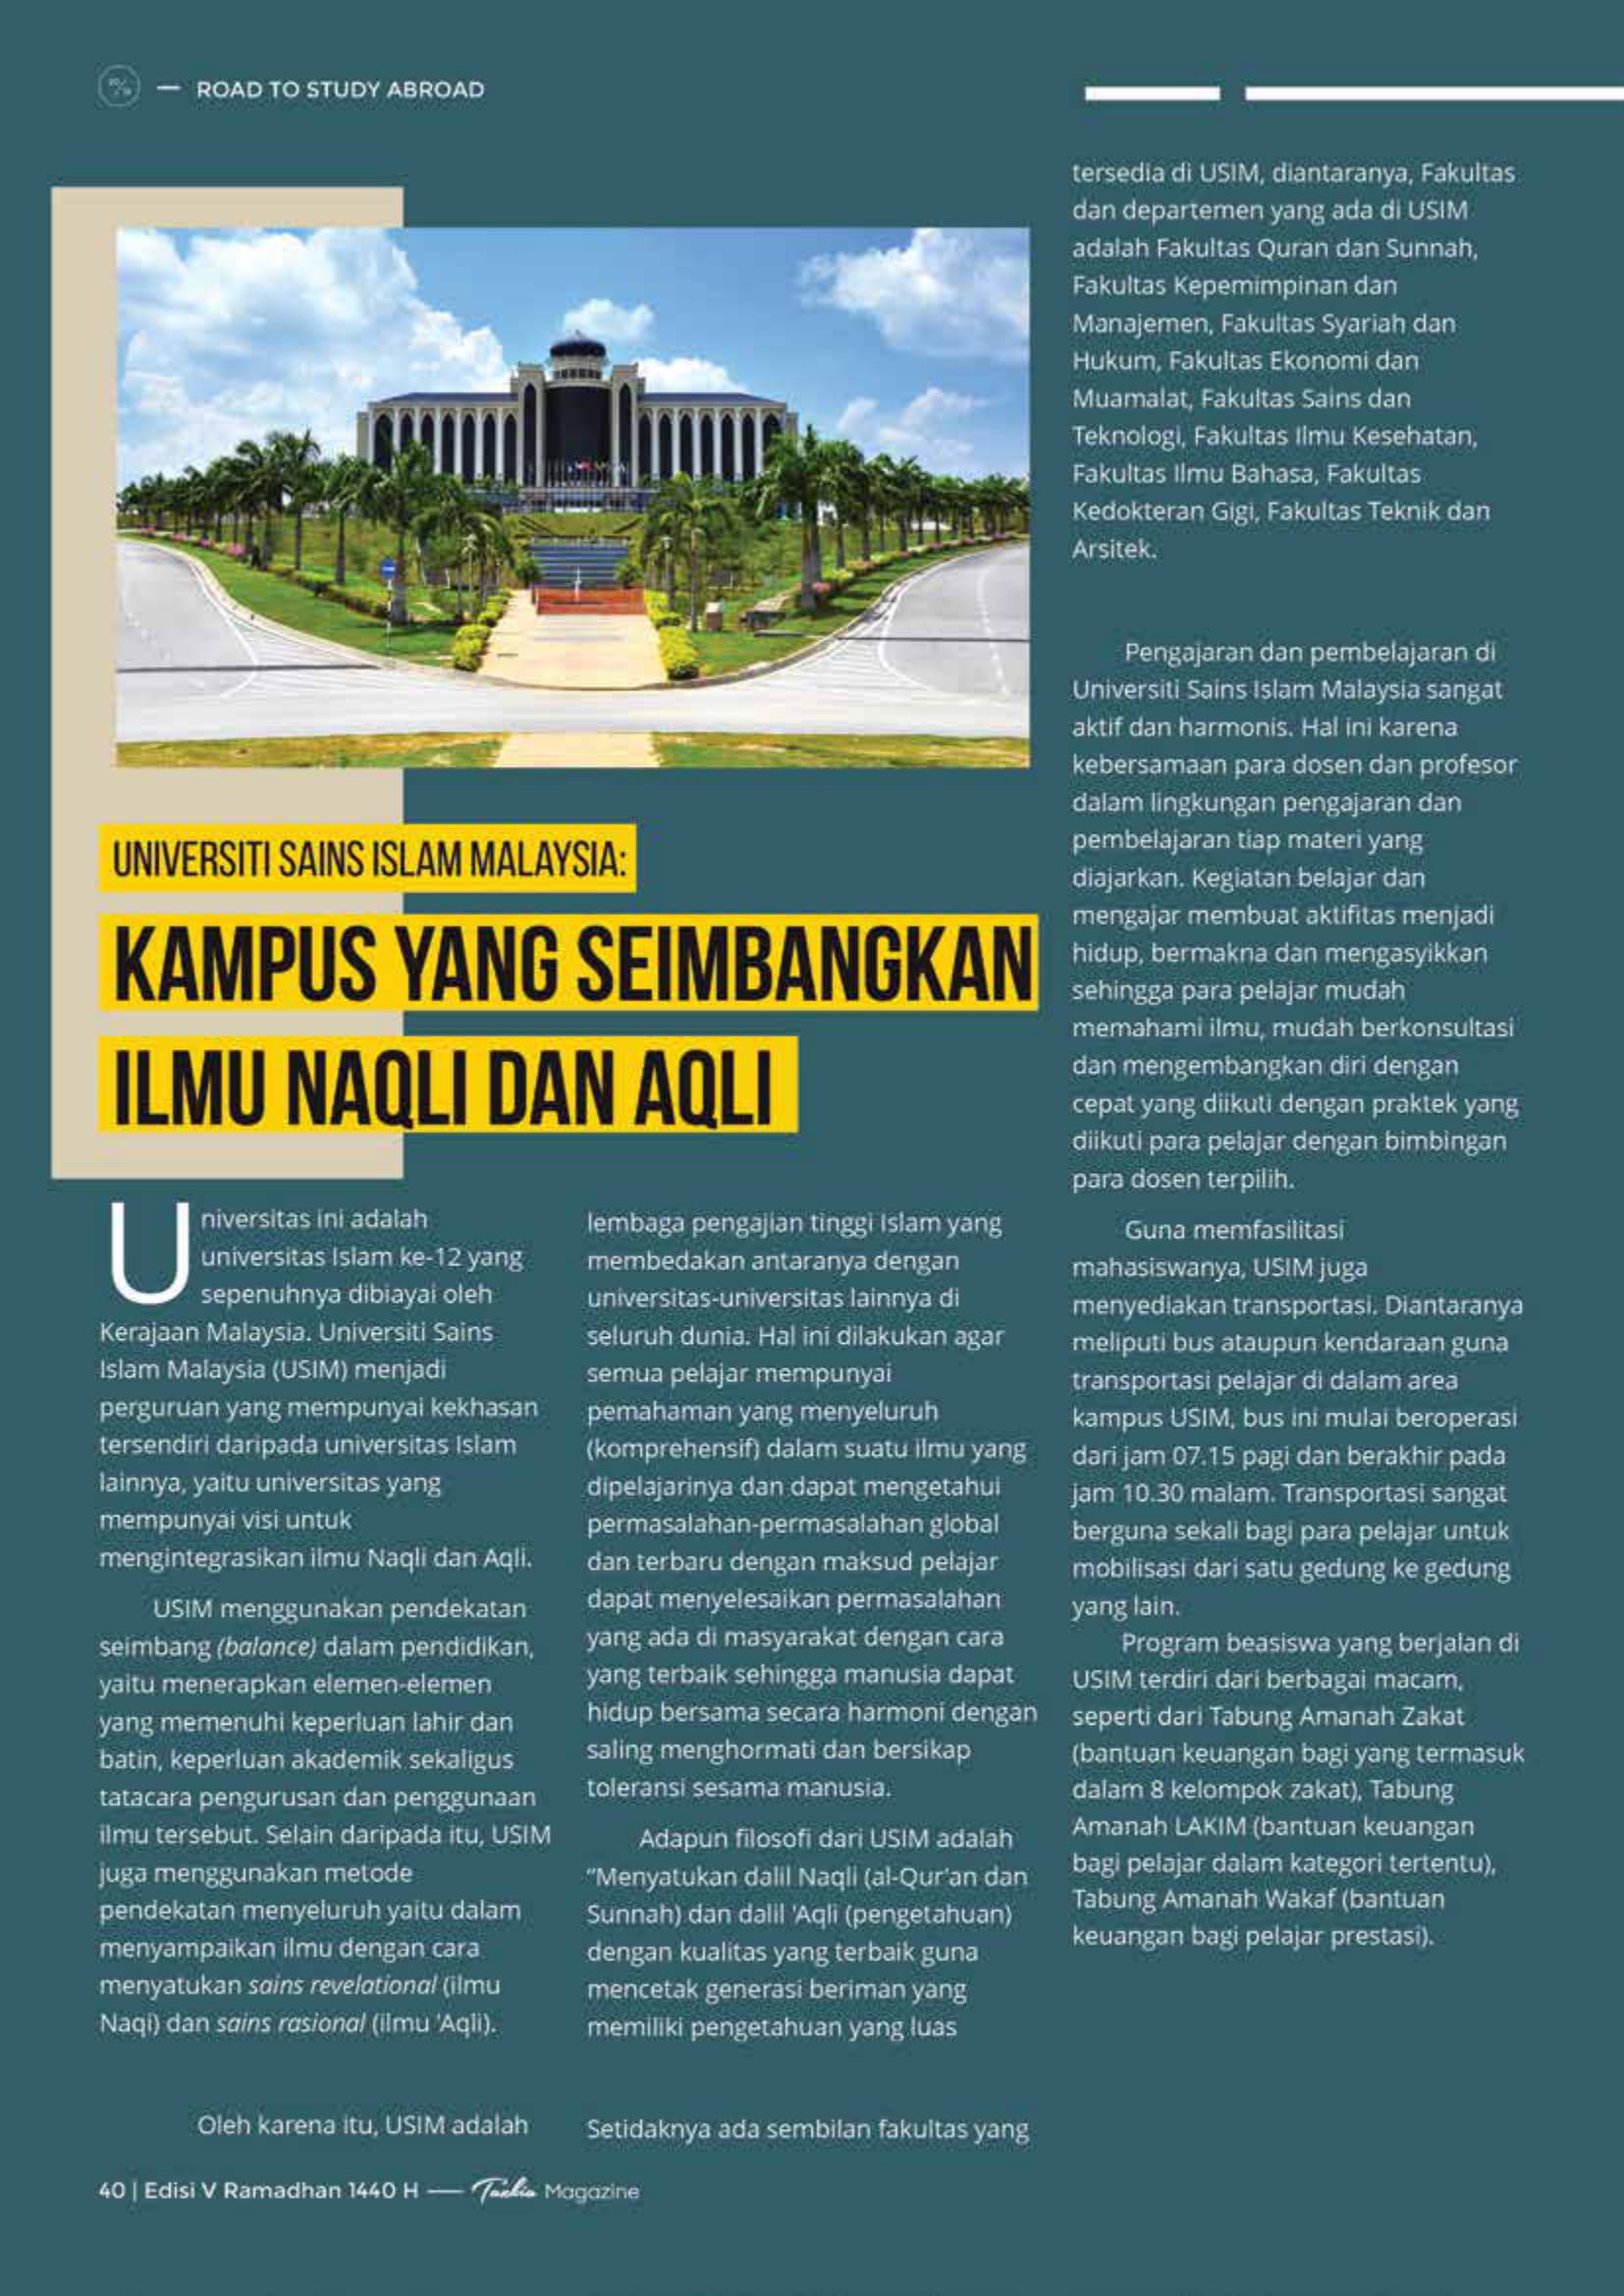 ROAD TO STUDY ABROAD
UNIVERSITI SAINS ISLAM MALAYSIA:
KAMPUS YANG SEIMBANGKAN
ILMU NAQLI DAN AQLI
Universitas ini adalah
universitas Islam ke-12 yang
sepenuhnya dibiayai oleh
Kerajaan Malaysia. Universiti Sains
Islam Malaysia (USIM) menjadi
perguruan yang mempunyai kekhasan
tersendiri daripada universitas Islam
lainnya, yaitu universitas yang
mempunyai visi untuk
mengintegrasikan ilmu Naqli dan Aqli.
USIM menggunakan pendekatan
seimbang (balance) dalam pendidikan,
yaitu menerapkan elemen-elemen
yang memenuhi keperluan lahir dan
batin, keperluan akademik sekaligus
tatacara pengurusan dan penggunaan
ilmu tersebut. Selain daripada itu, USIM
juga menggunakan metode
pendekatan menyeluruh yaitu dalam
menyampaikan ilmu dengan cara
menyatukan sains revelational (ilmu
Naqi) dan sains rasional (ilmu 'Aqli).
Oleh karena itu, USIM adalah
lembaga pengajian tinggi Islam yang
membedakan antaranya dengan
universitas-universitas lainnya di
seluruh dunia. Hal ini dilakukan agar
semua pelajar mempunyai
pemahaman yang menyeluruh
(komprehensif) dalam suatu ilmu yang
dipelajarinya dan dapat mengetahui
permasalahan-permasalahan global
dan terbaru dengan maksud pelajar
dapat menyelesaikan permasalahan
yang ada di masyarakat dengan cara
yang terbaik sehingga manusia dapat
hidup bersama secara harmoni dengan
saling menghormati dan bersikap
toleransi sesama manusia.
Adapun filosofi dari USIM adalah
"Menyatukan dalil Naqli (al-Qur'an dan
Sunnah) dan dalil 'Aqli (pengetahuan)
dengan kualitas yang terbaik guna
mencetak generasi beriman yang
memiliki pengetahuan yang luas
Setidaknya ada sembilan fakultas yang
tersedia di USIM, diantaranya, Fakultas
dan departemen yang ada di USIM
adalah Fakultas Quran dan Sunnah,
Fakultas Kepemimpinan dan
Manajemen, Fakultas Syariah dan
Hukum, Fakultas Ekonomi dan
Muamalat, Fakultas Sains dan
Teknologi, Fakultas Ilmu Kesehatan,
Fakultas Ilmu Bahasa, Fakultas
Kedokteran Gigi, Fakultas Teknik dan
Arsitek.
Pengajaran dan pembelajaran di
Universiti Sains Islam Malaysia sangat
aktif dan harmonis. Hal ini karena
kebersamaan para dosen dan profesor
dalam lingkungan pengajaran dan
pembelajaran tiap materi yang
diajarkan. Kegiatan belajar dan
mengajar membuat aktifitas menjadi
hidup, bermakna dan mengasyikkan
sehingga para pelajar mudah
memahami ilmu, mudah berkonsultasi
dan mengembangkan diri dengan
cepat yang diikuti dengan praktek yang
diikuti para pelajar dengan bimbingan
para dosen terpilih.
Guna memfasilitasi
mahasiswanya, USIM juga
menyediakan transportasi. Diantaranya
meliputi bus ataupun kendaraan guna
transportasi pelajar di dalam area
kampus USIM, bus ini mulai beroperasi
dari jam 07.15 pagi dan berakhir pada
jam 10.30 malam. Transportasi sangat
berguna sekali bagi para pelajar untuk
mobilisasi dari satu gedung ke gedung
yang lain.
Program beasiswa yang berjalan di
USIM terdiri dari berbagai macam,
seperti dari Tabung Amanah Zakat
(bantuan keuangan bagi yang termasuk
dalam 8 kelompok zakat), Tabung
Amanah LAKIM (bantuan keuangan
bagi pelajar dalam kategori tertentu),
Tabung Amanah Wakaf (bantuan
keuangan bagi pelajar prestasi).
40 | Edisi V Ramadhan 1440 H — Tazkia Magazine